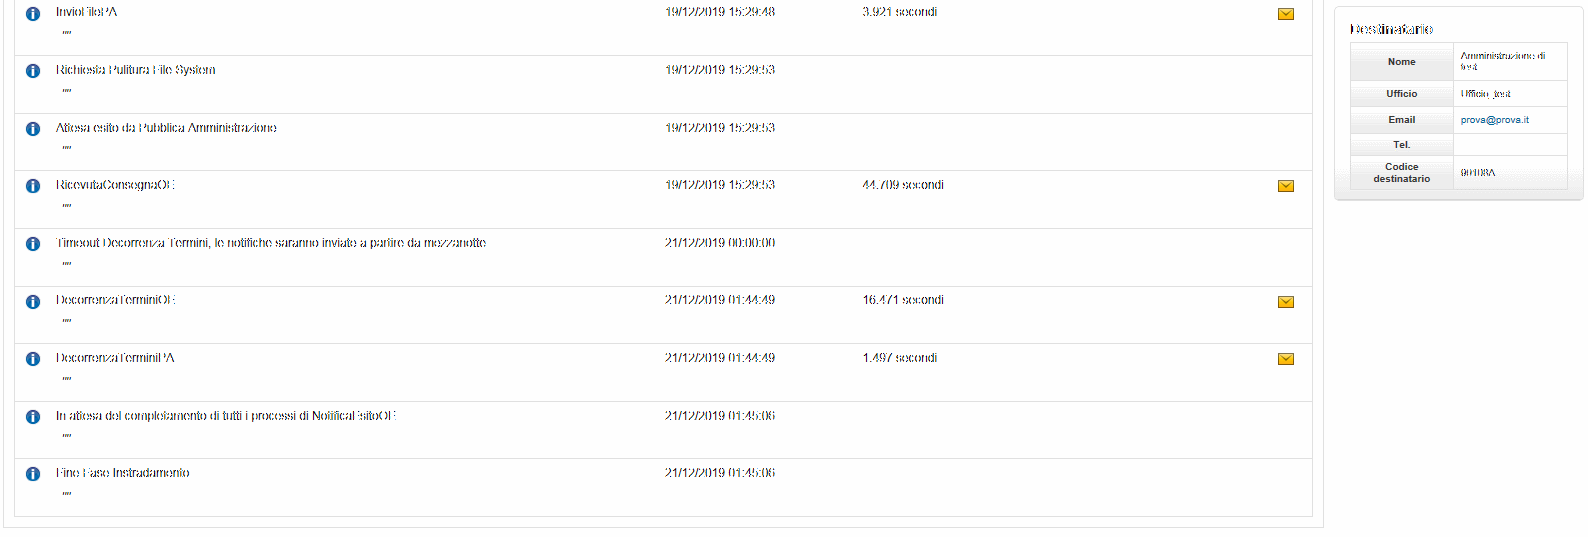 InvioFilePA 19/12/2019 15:29:48 3.921 secondi
""
Richiesta Pulitura File System 19/12/2019 15:29:53
""
Attesa esito da Pubblica Amministrazione 19/12/2019 15:29:53
""
RicevutaConsegnaOE 19/12/2019 15:29:53 44.709 secondi
""
Timeout Decorrenza Termini, le notifiche saranno inviate a partire da mezzanotte 21/12/2019 00:00:00
""
DecorrenzaTerminiOE 21/12/2019 01:44:49 16.471 secondi
""
DecorrenzaTerminiPA 21/12/2019 01:44:49 1.497 secondi
""
In attesa del completamento di tutti i processi di NotificaEsitoOE 21/12/2019 01:45:06
""
Fine Fase Instradamento 21/12/2019 01:45:06
""
Destinatario
Nome Amministrazione di
test
Ufficio Ufficio_test
Email prova@prova.it
Tel.
Codice
destinatario